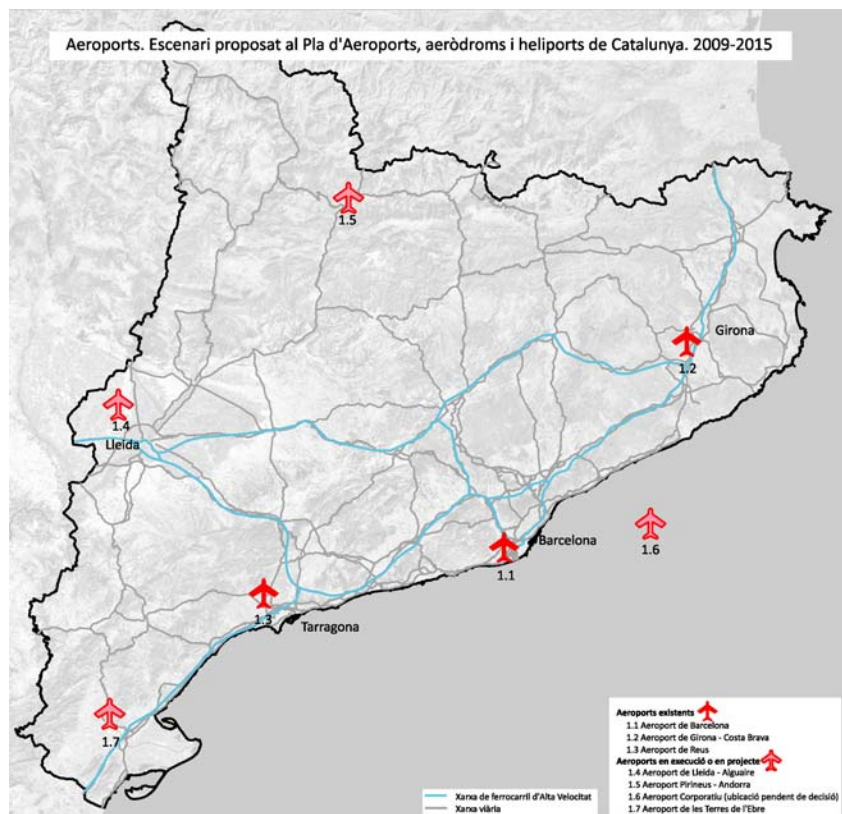 Aeroports. Escenari proposat al Pla d'Aeroports, aeròdroms i heliports de Catalunya. 2009-2015
1.5
Girona
1.2
1.4
Lleida
Barcelona
1.6
1.1
1.3
Tarragona
1.7
Aeroports existents
1.1 Aeroport de Barcelona
1.2 Aeroport de Girona - Costa Brava
1.3 Aeroport de Reus
Aeroports en execució o en projecte
1.4 Aeroport de Lleida - Alguaire
1.5 Aeroport Pirineus - Andorra
1.6 Aeroport Corporatiu (ubicació pendent de decisió)
1.7 Aeroport de les Terres de l'Ebre
Xarxa de ferrocarril d'Alta Velocitat
Xarxa viària